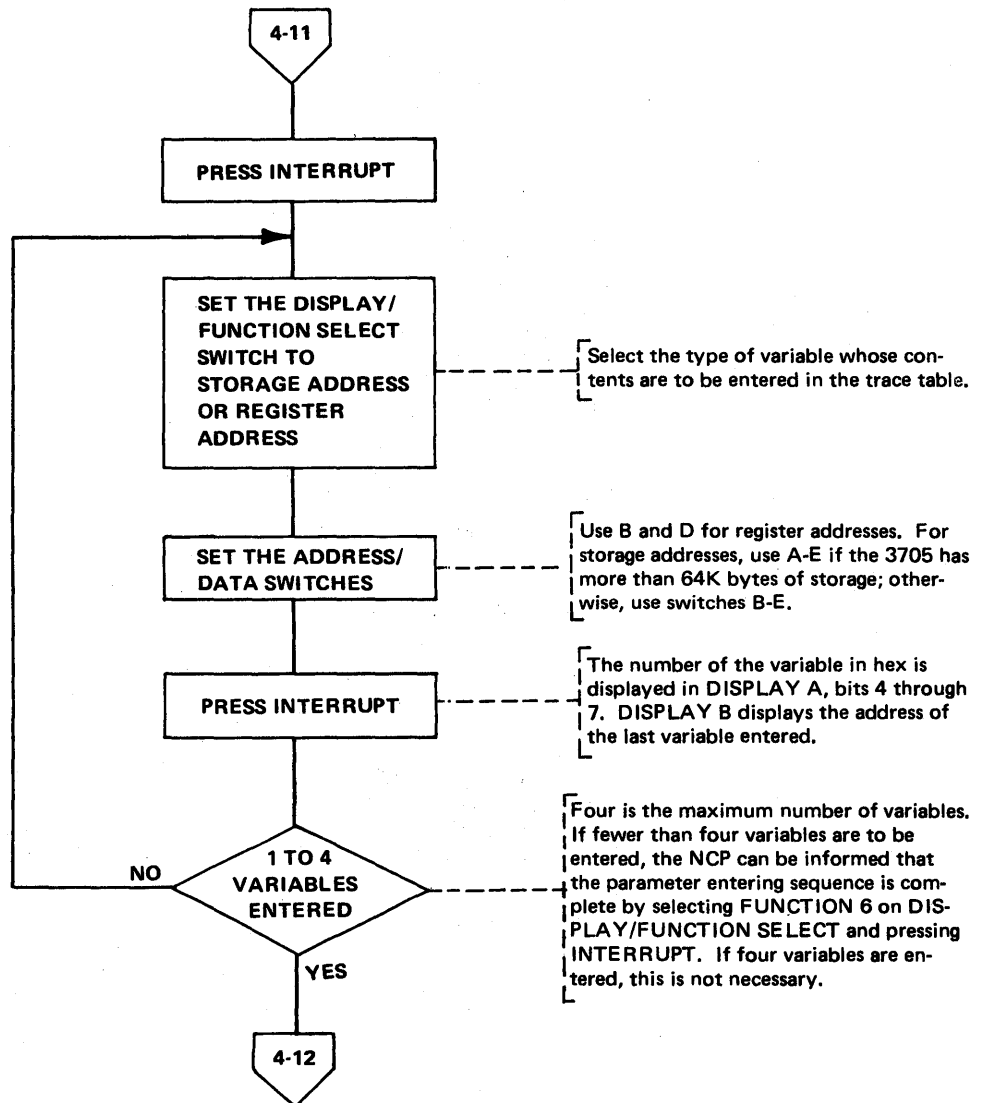 4-11
PRESS INTERRUPT
SET THE DISPLAY/
FUNCTION SELECT
SWITCH TO
STORAGE ADDRESS
OR REGISTER
ADDRESS
Select the type of variable whose con-
tents are to be entered in the trace table.
SET THE ADDRESS/
DATA SWITCHES
Use B and D for register addresses. For
storage addresses, use A-E if the 3705 has
more than 64K bytes of storage; other-
wise, use switches B-E.
PRESS INTERRUPT
The number of the variable in hex is
displayed in DISPLAY A, bits 4 through
7. DISPLAY B displays the address of
the last variable entered.
1 TO 4
VARIABLES
ENTERED
NO
Four is the maximum number of variables.
If fewer than four variables are to be
entered, the NCP can be informed that
the parameter entering sequence is com-
plete by selecting FUNCTION 6 on DIS-
PLAY/FUNCTION SELECT and pressing
INTERRUPT. If four variables are en-
tered, this is not necessary.
YES
4-12